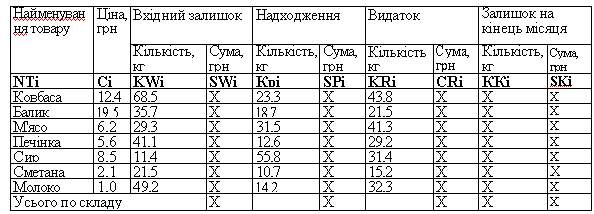 Найменуван ня товару | Ціна, грн | Вхідний залишок | Надходження | Видаток | Залишок на кінець місяця
Кількість, кг | Сума, грн | Кількість, кг | Сума, грн | Кількість кг | Сума, грн | Кількість, кг | Сума, грн
NTi | Ci | KWi | SWi | Kpi | SPi | KRi | CRi | KKi | SKi
Ковбаса | 12.4 | 68.5 | X | 23.3 | X | 43.8 | X | X | X
Балик | 19.5 | 35.7 | X | 18.7 | X | 21.5 | X | X | X
М'ясо | 6.2 | 29.3 | X | 31.5 | X | 41.3 | X | X | X
Печінка | 5.6 | 41.1 | X | 12.6 | X | 29.2 | X | X | X
Сир | 8.5 | 11.4 | X | 55.8 | X | 31.4 | X | X | X
Сметана | 2.1 | 21.5 | X | 10.7 | X | 15.2 | X | X | X
Молоко | 1.0 | 49.2 | X | 14.2 | X | 32.3 | X | X | X
Усього по складу | X | X | X | X | X | X | X